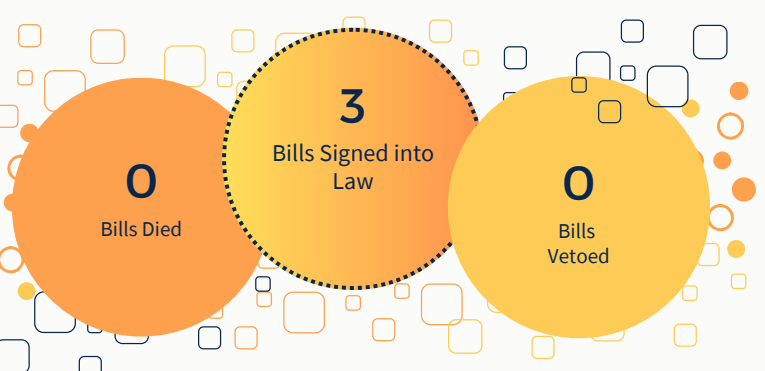 0
Bills Died
3
Bills Signed into
Law
0
Bills
Vetoed